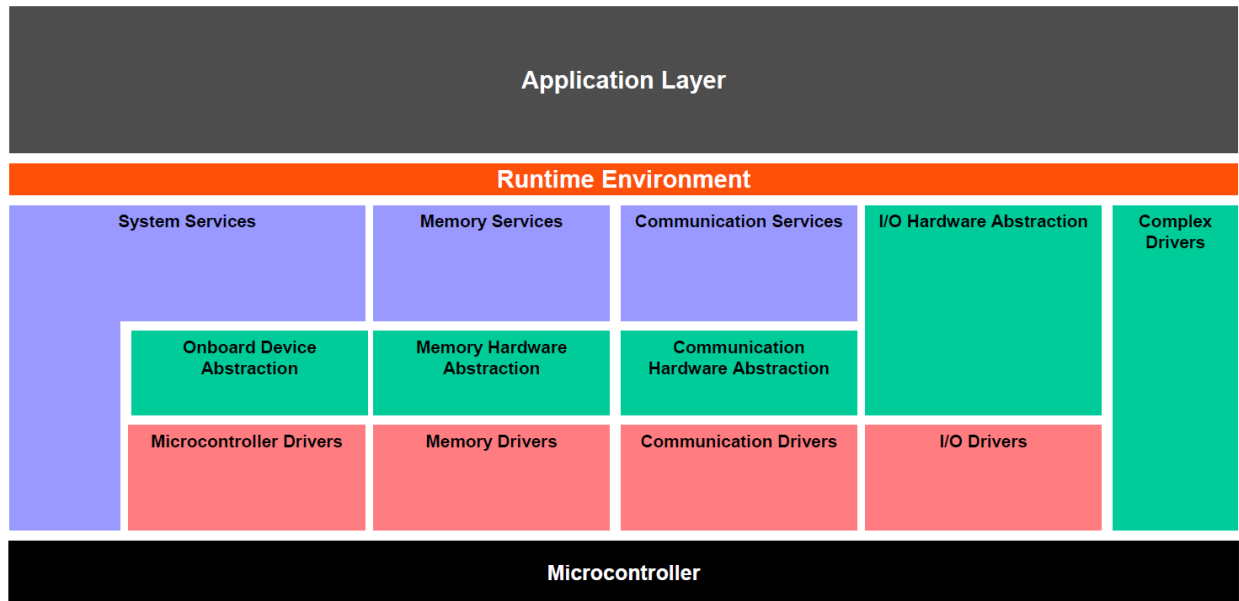 Application Layer
Runtime Environment
System Services
Memory Services
Communication Services
I/O Hardware Abstraction
Complex
Drivers
Onboard Device
Abstraction
Memory Hardware
Abstraction
Communication
Hardware Abstraction
Microcontroller Drivers
Memory Drivers
Communication Drivers
I/O Drivers
Microcontroller